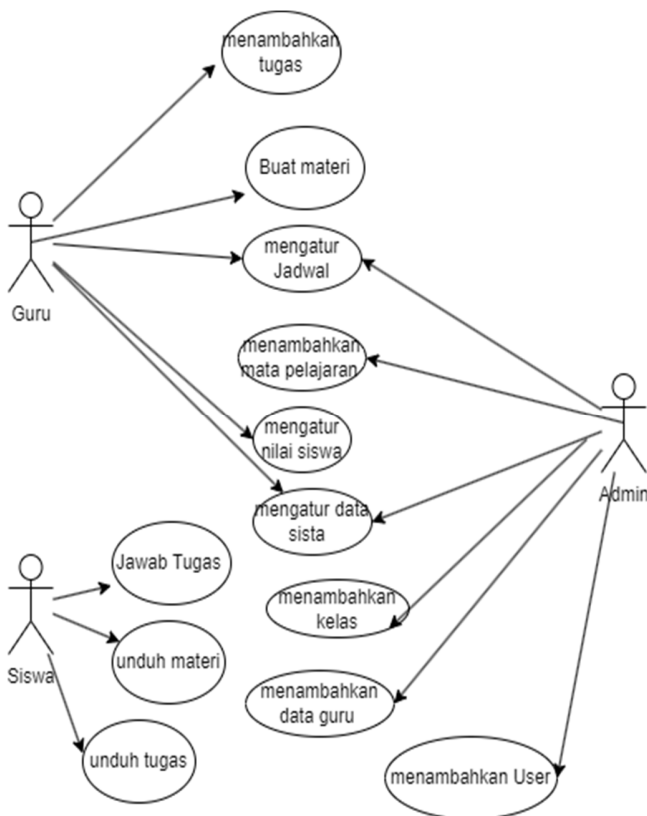 menambahkan
tugas
Buat materi
mengatur
Jadwal
Guru
menambahkan
mata pelajaran
mengatur
nilai siswa
Admin
mengatur data
sista
Jawab Tugas
menambahkan
kelas
unduh materi
Siswa
menambahkan
data guru
unduh tugas
menambahkan User